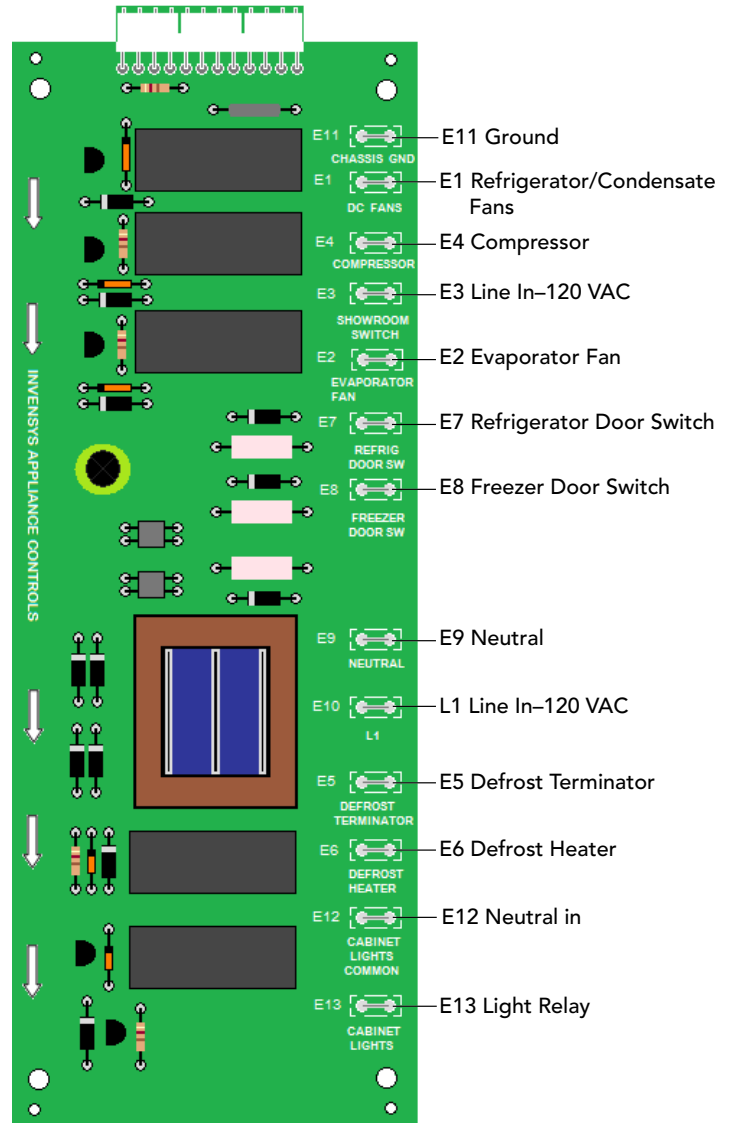 E11
CHASSIS GND
E11 Ground
E1
DC FANS
E1 Refrigerator/Condensate
Fans
E4
COMPRESSOR
E4 Compressor
E3
SHOWROOM
SWITCH
E3 Line In–120 VAC
E2
EVAPORATOR
FAN
E2 Evaporator Fan
E7
REFRIG
DOOR SW
E7 Refrigerator Door Switch
E8
FREEZER
DOOR SW
E8 Freezer Door Switch
INVENSYS APPLIANCE CONTROLS
E9
NEUTRAL
E9 Neutral
E10
L1
L1 Line In–120 VAC
E5
DEFROST
TERMINATOR
E5 Defrost Terminator
E6
DEFROST
HEATER
E6 Defrost Heater
E12
CABINET
LIGHTS
COMMON
E12 Neutral in
E13
CABINET
LIGHTS
E13 Light Relay